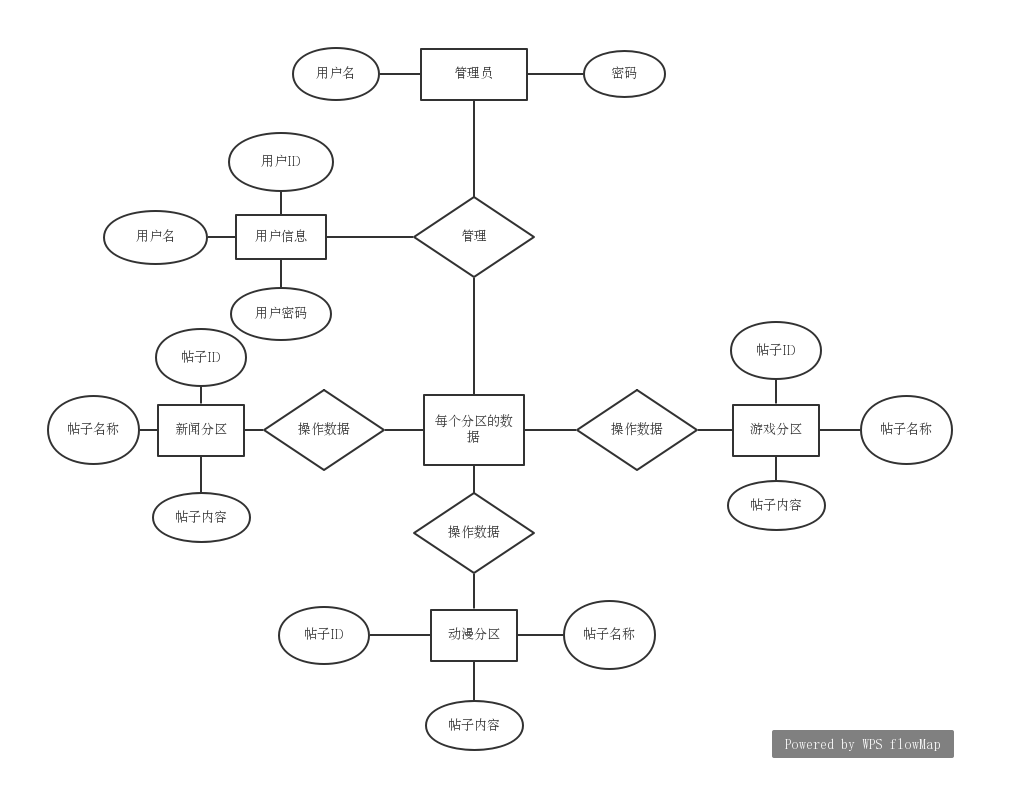 用户名
管理员
密码
用户ID
用户名
用户信息
管理
用户密码
帖子ID
帖子ID
帖子名称
新闻分区
操作数据
每个分区的数
据
操作数据
游戏分区
帖子名称
帖子内容
帖子内容
操作数据
帖子ID
动漫分区
帖子名称
帖子内容
Powered by WPS flowMap